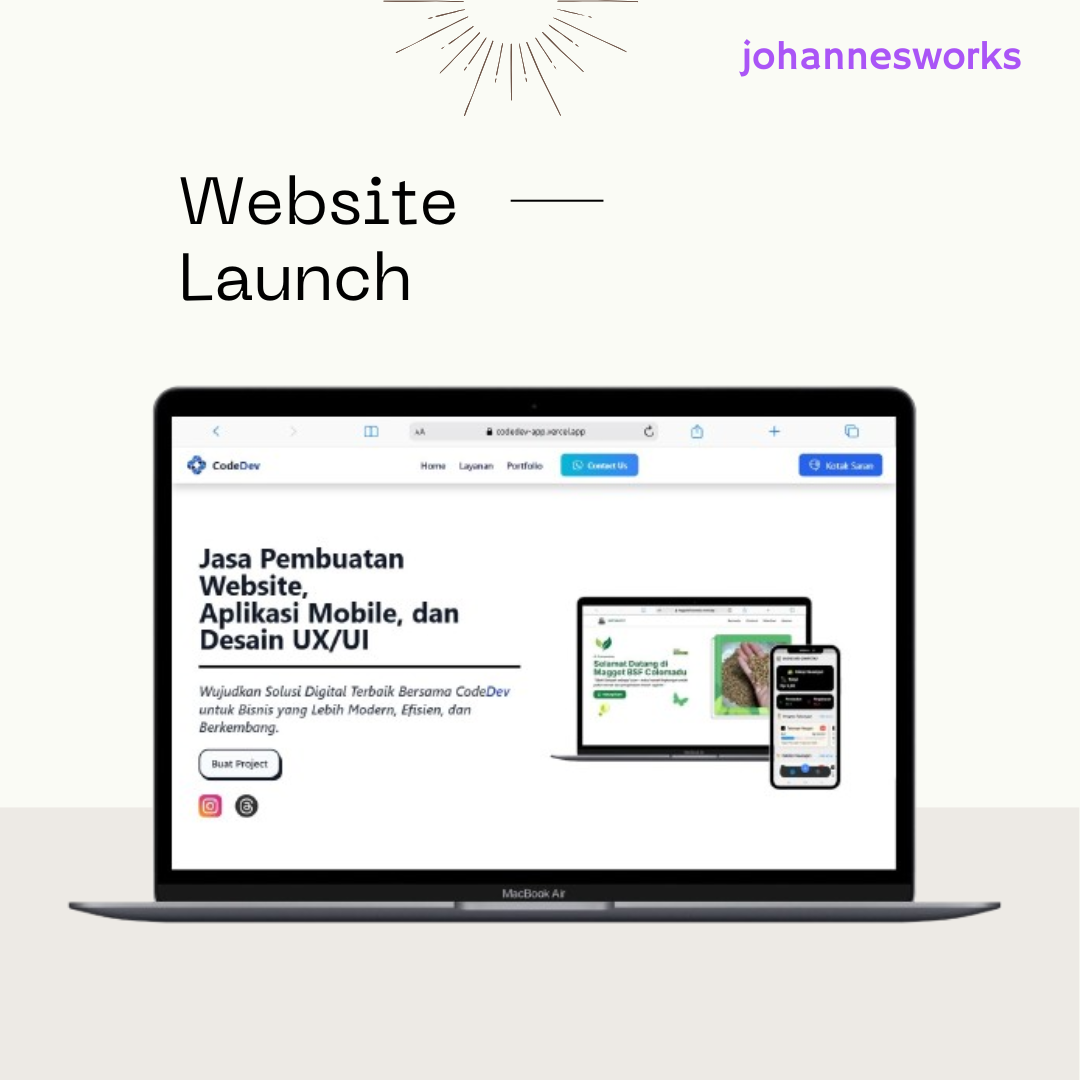 johannesworks
Website
Launch
AA codedev-app.vercel.app
CodeDev
Home Layanan Portfolio Contact Us Kotak Saran
Jasa Pembuatan
Website,
Aplikasi Mobile, dan
Desain UX/UI
Wujudkan Solusi Digital Terbaik Bersama CodeDev
untuk Bisnis yang Lebih Modern, Efisien, dan
Berkembang.
Buat Project
Selamat Datang di
Maggot BSF Colomadu
MacBook Air